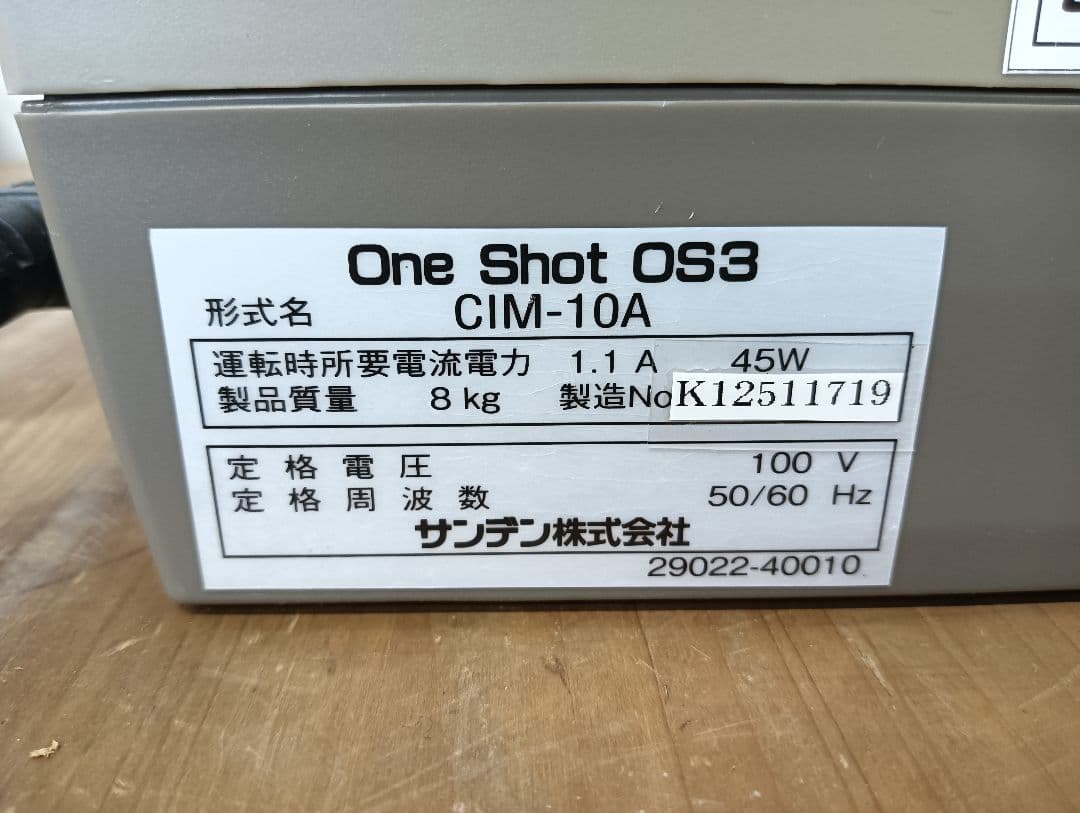 One Shot OS3
形式名 CIM-10A
運転時所要電流電力 1.1 A 45W
製品質量 8 kg 製造No K12511719
定格電圧 100 V
定格周波数 50/60 Hz
サンデン株式会社
29022-40010